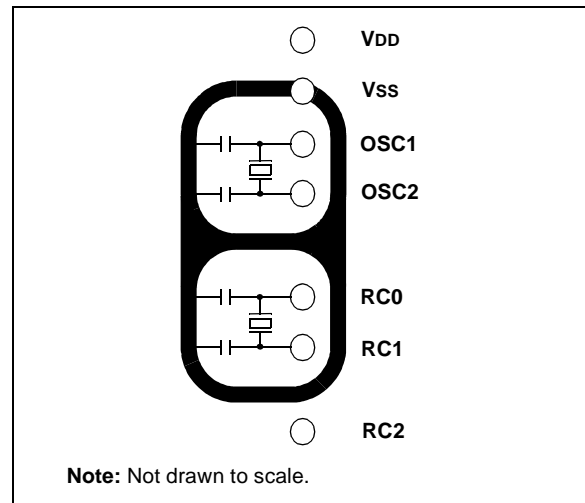 VDD
VSS
OSC1
OSC2
RC0
RC1
RC2
Note: Not drawn to scale.